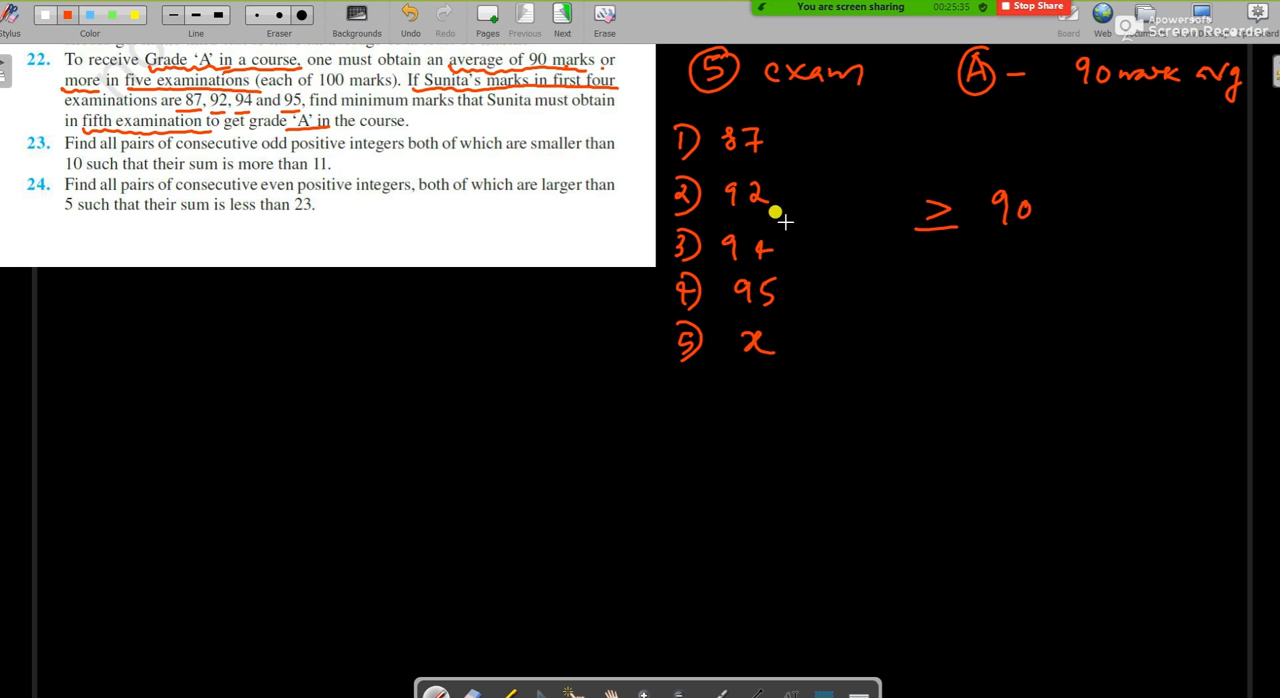 You are sharing screen
00:25:35
Stop Share
Stylus
Color
Line
Eraser
Backgrounds
Undo
Redo
Pages
Previous
Next
Erase
Board
Web
Apowersoft
Screen Recorder
22. To receive Grade ‘A’ in a course, one must obtain an average of 90 marks or
more in five examinations (each of 100 marks). If Sunita’s marks in first four
examinations are 87, 92, 94 and 95, find minimum marks that Sunita must obtain
in fifth examination to get grade ‘A’ in the course.
23. Find all pairs of consecutive odd positive integers both of which are smaller than
10 such that their sum is more than 11.
24. Find all pairs of consecutive even positive integers, both of which are larger than
5 such that their sum is less than 23.
5 exam A - 90 mark avg
1) 87
2) 92
≥ 90
3) 94
4) 95
5) x